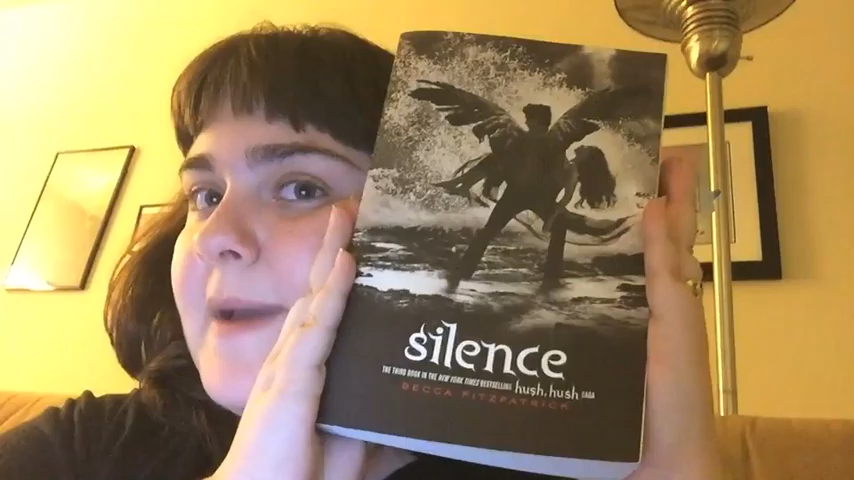 silence
THE THIRD BOOK IN THE NEW YORK TIMES BESTSELLING hush, hush SAGA
BECCA FITZPATRICK